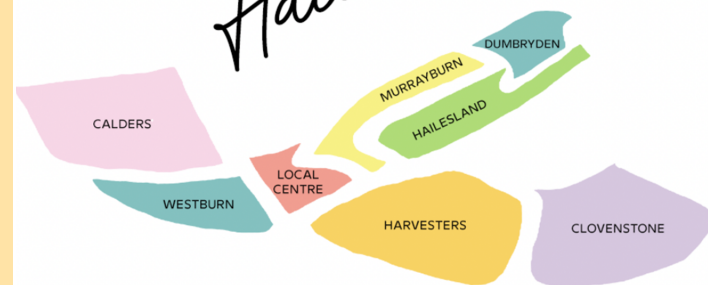 DUMBRYDEN
MURRAYBURN
HAILESLAND
CALDERS
LOCAL
CENTRE
WESTBURN
HARVESTERS
CLOVENSTONE